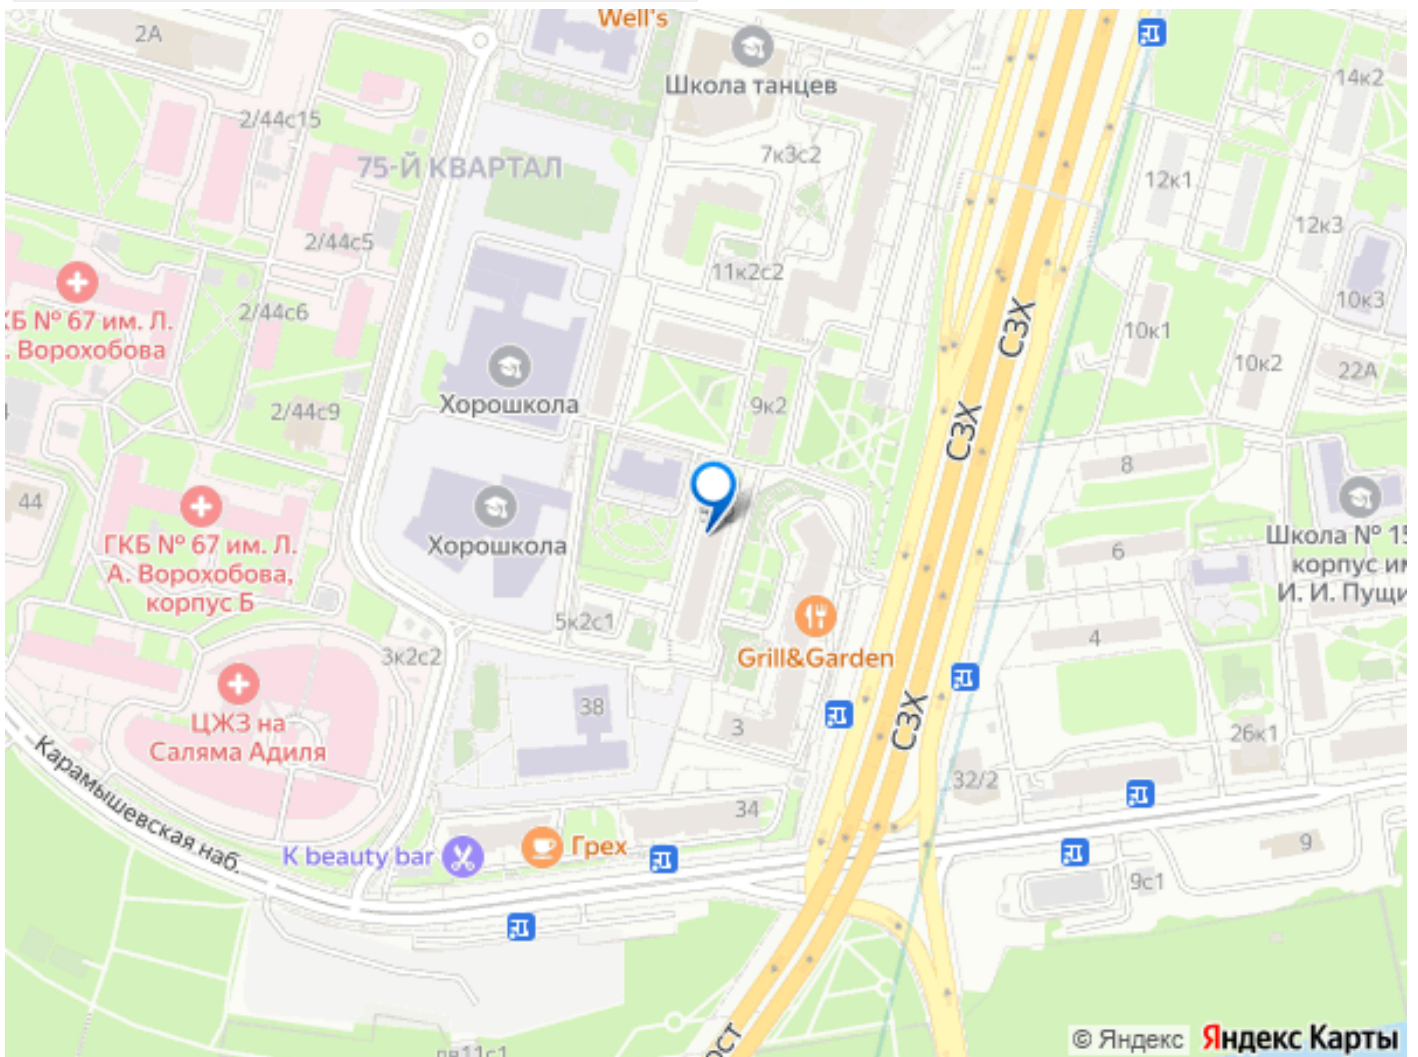 Well's
2А
Школа танцев
14к2
2/44с15
7к3с2
75-Й КВАРТАЛ
12к1
12к3
2/44с5
11к2с2
10к3
КБ № 67 им. Л.
. Ворохобова
2/44с6
СЗХ
10к1
10к2
22А
Хорошкола
2/44с9
9к2
СЗХ
8
44
Школа № 15
корпус им
И. И. Пущи
ГКБ № 67 им. Л.
А. Ворохобова,
корпус Б
Хорошкола
6
5к2с1
4
3к2с2
Grill&Garden
ЦЖЗ на
Саляма Адиля
38
3
СЗХ
26к1
32/2
Карамышевская наб.
34
K beauty bar
Грех
9
9с1
ост
© Яндекс Яндекс Карты